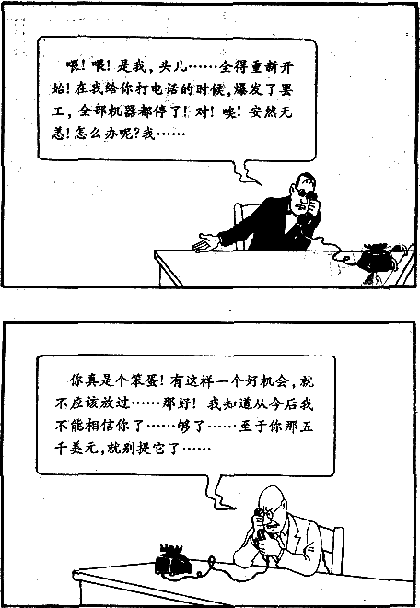 喂！喂！是我，头儿……全得重新开
始！在我给你打电话的时候，爆发了罢
工，全部机器都停了！对！唉！安然无
恙！怎么办呢？我……
你真是个笨蛋！有这样一个好机会，就
不应该放过……那好！我知道从今后我
不能相信你了……够了……至于你那五
千美元，就别提它了……